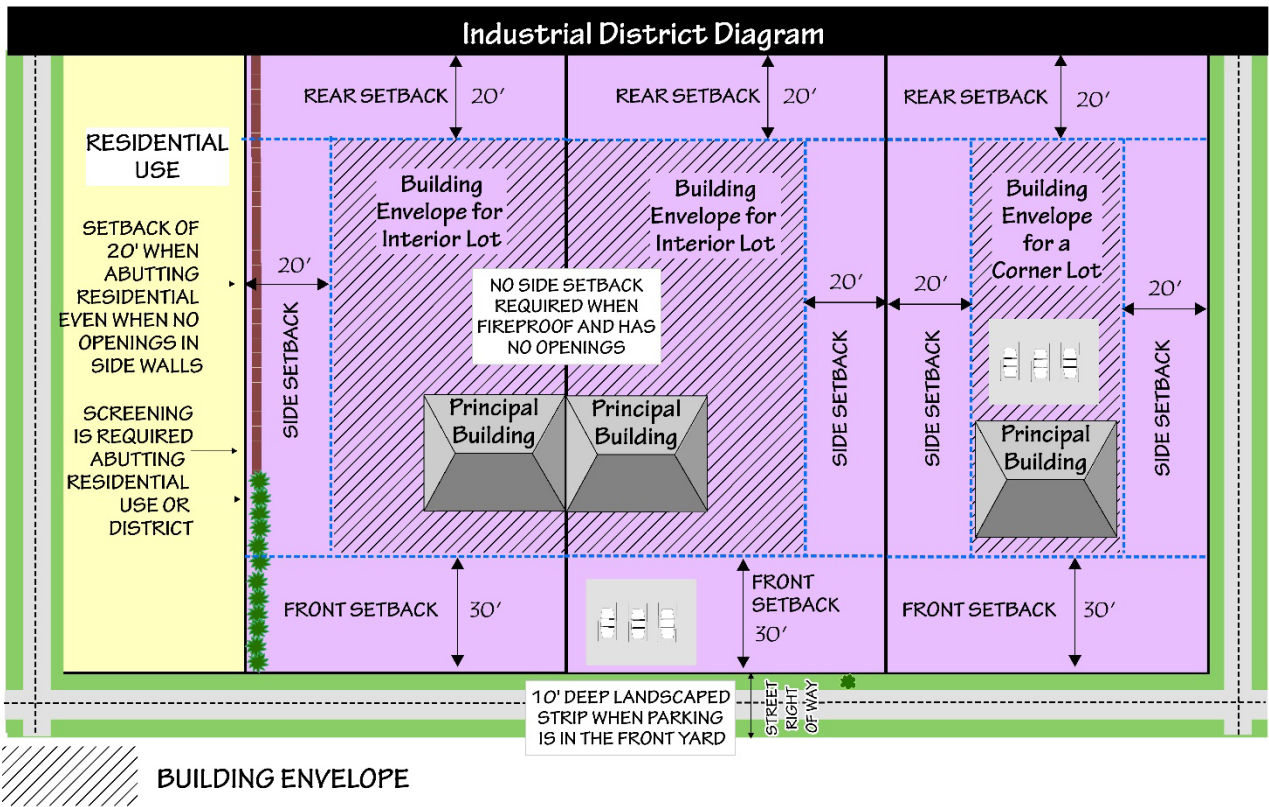 Industrial District Diagram
REAR SETBACK 20'
REAR SETBACK 20'
REAR SETBACK 20'
RESIDENTIAL
USE
SETBACK OF
20' WHEN
ABUTTING
RESIDENTIAL
EVEN WHEN NO
OPENINGS IN
SIDE WALLS
SCREENING
IS REQUIRED
ABUTTING
RESIDENTIAL
USE OR
DISTRICT
20'
SIDE SETBACK
Building
Envelope for
Interior Lot
Building
Envelope for
Interior Lot
NO SIDE SETBACK
REQUIRED WHEN
FIREPROOF AND HAS
NO OPENINGS
Principal
Building
Principal
Building
20'
SIDE SETBACK
20'
SIDE SETBACK
Building
Envelope
for a
Corner Lot
Principal
Building
20'
SIDE SETBACK
FRONT SETBACK 30'
FRONT
SETBACK
30'
FRONT SETBACK 30'
10' DEEP LANDSCAPED
STRIP WHEN PARKING
IS IN THE FRONT YARD
STREET
RIGHT
OF WAY
BUILDING ENVELOPE